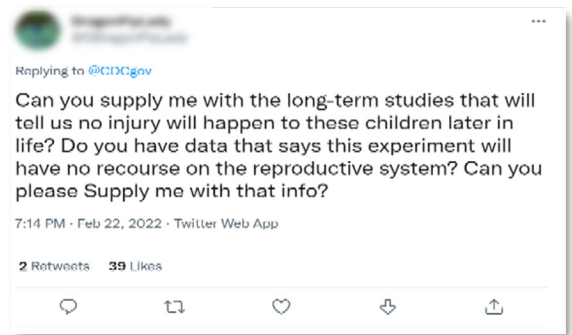 Replying to @CDCgov
Can you supply me with the long-term studies that will
tell us no injury will happen to these children later in
life? Do you have data that says this experiment will
have no recourse on the reproductive system? Can you
please Supply me with that info?
7:14 PM · Feb 22, 2022 · Twitter Web App
2 Retweets 39 Likes